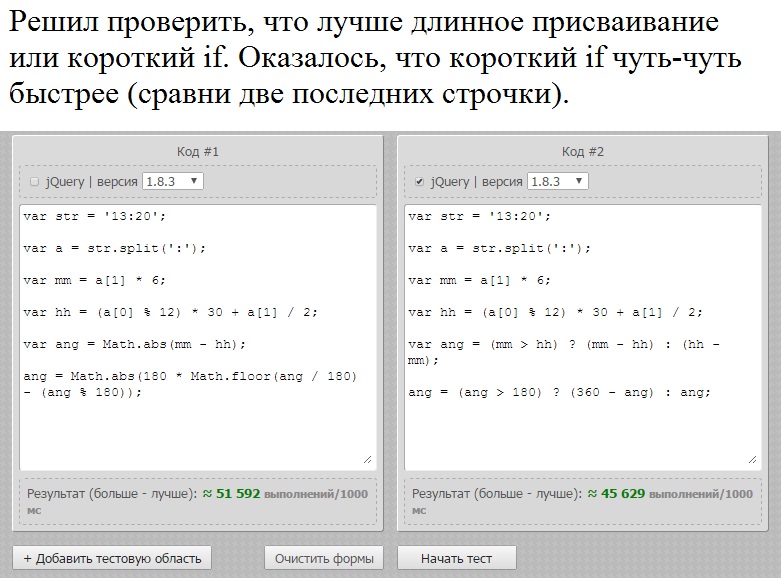 Решил проверить, что лучше длинное присваивание
или короткий if. Оказалось, что короткий if чуть-чуть
быстрее (сравни две последних строчки).
Код #1
jQuery | версия 1.8.3
var str = '13:20';
var a = str.split(':');
var mm = a[1] * 6;
var hh = (a[0] % 12) * 30 + a[1] / 2;
var ang = Math.abs(mm - hh);
ang = Math.abs(180 * Math.floor(ang / 180)
- (ang % 180));
Результат (больше - лучше): ≈ 51 592 выполнений/1000
мс
Код #2
jQuery | версия 1.8.3
var str = '13:20';
var a = str.split(':');
var mm = a[1] * 6;
var hh = (a[0] % 12) * 30 + a[1] / 2;
var ang = (mm > hh) ? (mm - hh) : (hh -
mm);
ang = (ang > 180) ? (360 - ang) : ang;
Результат (больше - лучше): ≈ 45 629 выполнений/1000
мс
+ Добавить тестовую область
Очистить формы
Начать тест